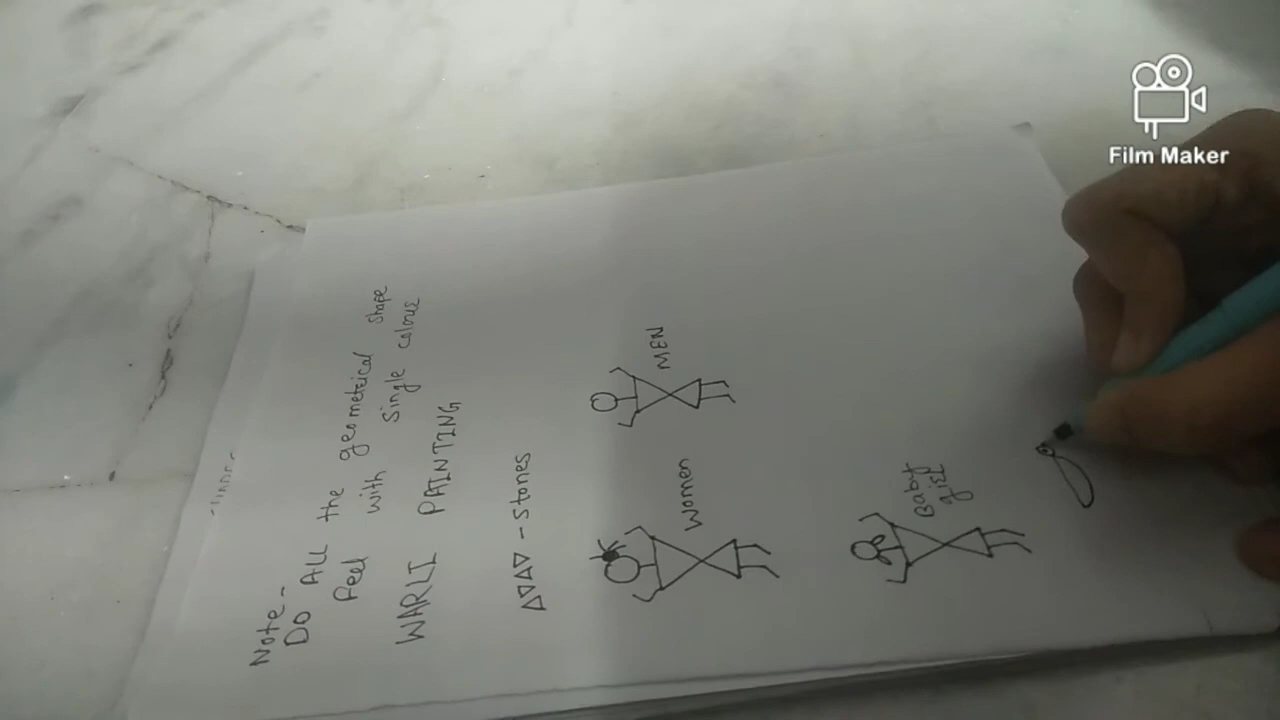 Note-
DO All the geometrical shape
feel with single colour
WARLI PAINTING
- Stones
Women
MEN
Baby
girl
Film Maker